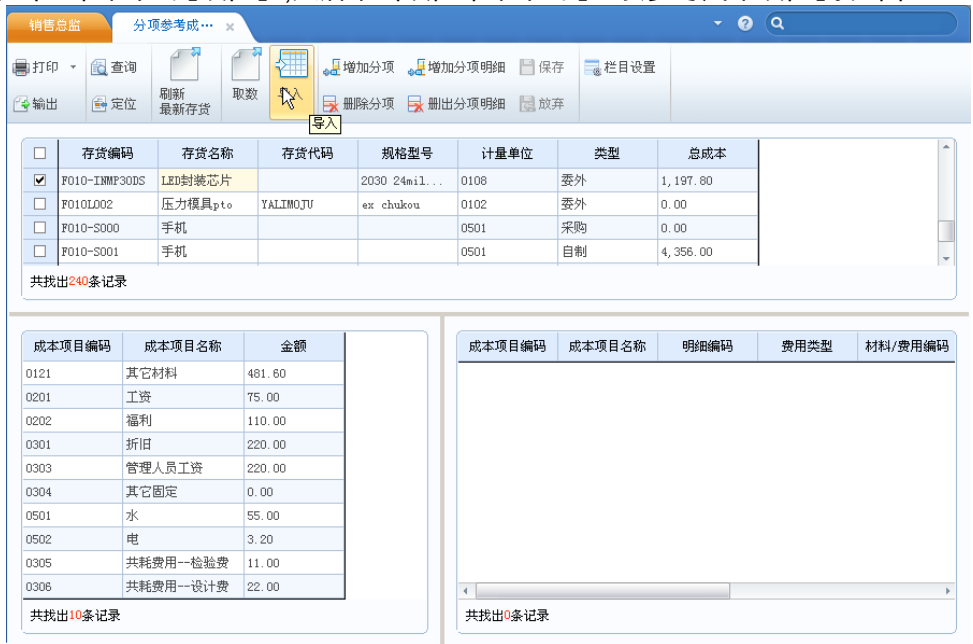 销售总监 分项参考成… ×
打印 查询 刷新最新存货 取数 导入 增加分项 增加分项明细 保存 栏目设置
输出 定位 删除分项 删出分项明细 放弃
导入
存货编码 存货名称 存货代码 规格型号 计量单位 类型 总成本
F010-INMP30DS LED封装芯片 2030 24mil... 0108 委外 1,197.80
F010L002 压力模具pto YALIMOJU ex chukou 0102 委外 0.00
F010-S000 手机 0501 采购 0.00
F010-S001 手机 0501 自制 4,356.00
共找出240条记录
成本项目编码 成本项目名称 金额
0121 其它材料 481.60
0201 工资 75.00
0202 福利 110.00
0301 折旧 220.00
0303 管理人员工资 220.00
0304 其它固定 0.00
0501 水 55.00
0502 电 3.20
0305 共耗费用--检验费 11.00
0306 共耗费用--设计费 22.00
共找出10条记录
成本项目编码 成本项目名称 明细编码 费用类型 材料/费用编码
共找出0条记录